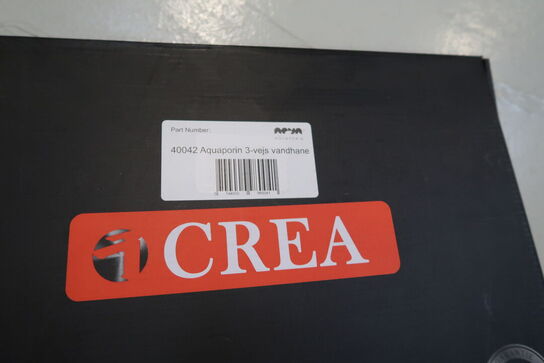 Part Number:
40042 Aquaporin 3-vejs vandhane
CREA